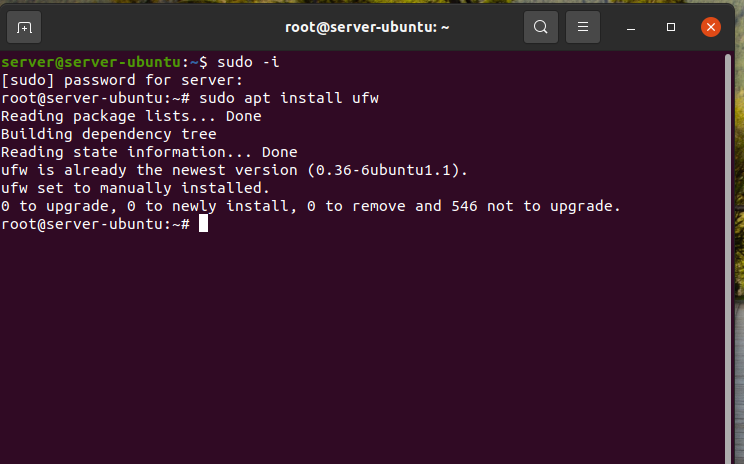 root@server-ubuntu: ~
server@server-ubuntu:~$ sudo -i
[sudo] password for server:
root@server-ubuntu:~# sudo apt install ufw
Reading package lists... Done
Building dependency tree
Reading state information... Done
ufw is already the newest version (0.36-6ubuntu1.1).
ufw set to manually installed.
0 to upgrade, 0 to newly install, 0 to remove and 546 not to upgrade.
root@server-ubuntu:~#